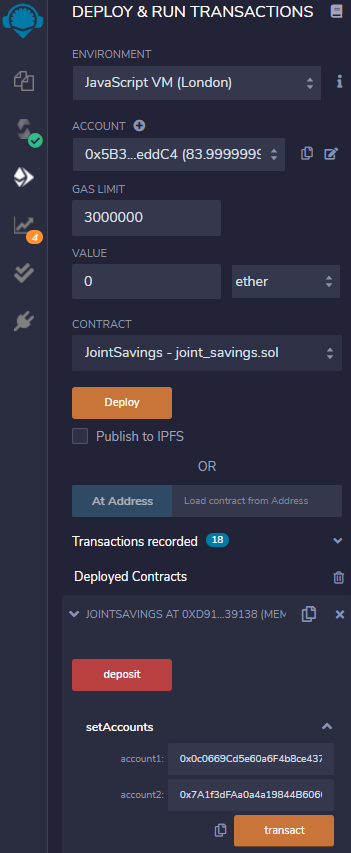 DEPLOY & RUN TRANSACTIONS
ENVIRONMENT
JavaScript VM (London)
ACCOUNT
0x5B3...eddC4 (83.9999999
GAS LIMIT
3000000
VALUE
0 ether
CONTRACT
JointSavings - joint_savings.sol
Deploy
Publish to IPFS
OR
At Address Load contract from Address
Transactions recorded 18
Deployed Contracts
JOINTSAVINGS AT 0XD91...39138 (MEM
deposit
setAccounts
account1: 0x0c0669Cd5e60a6F4b8ce437
account2: 0x7A1f3dFAa0a4a19844B606
transact
4